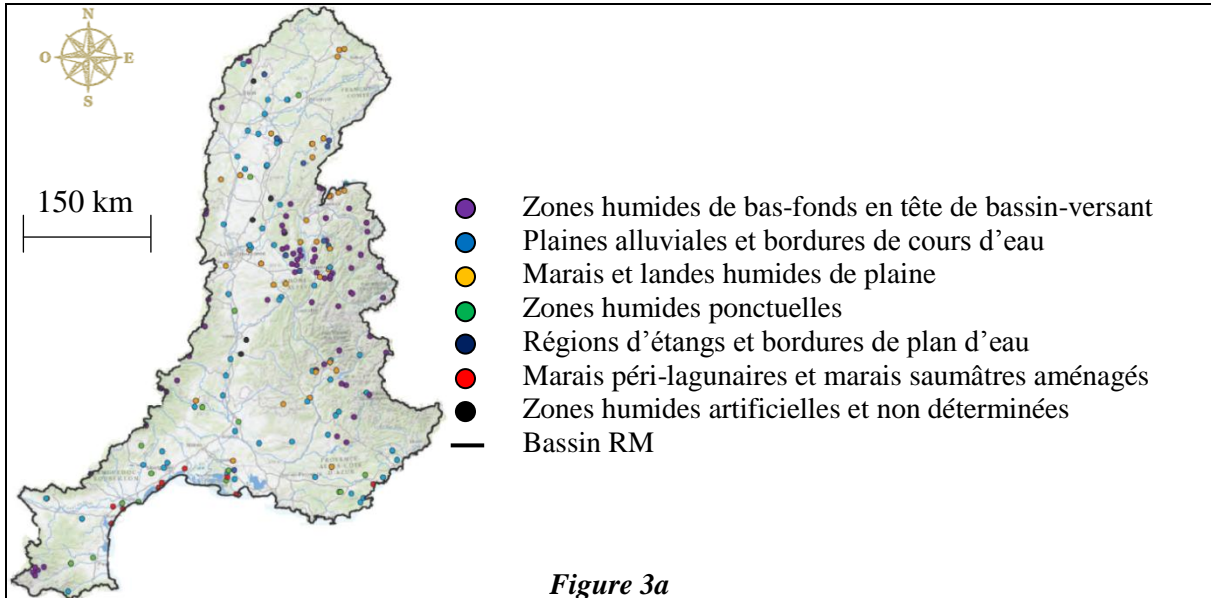 N
O
E
S
150 km
Zones humides de bas-fonds en tête de bassin-versant
Plaines alluviales et bordures de cours d’eau
Marais et landes humides de plaine
Zones humides ponctuelles
Régions d’étangs et bordures de plan d’eau
Marais péri-lagunaires et marais saumâtres aménagés
Zones humides artificielles et non déterminées
Bassin RM
Figure 3a